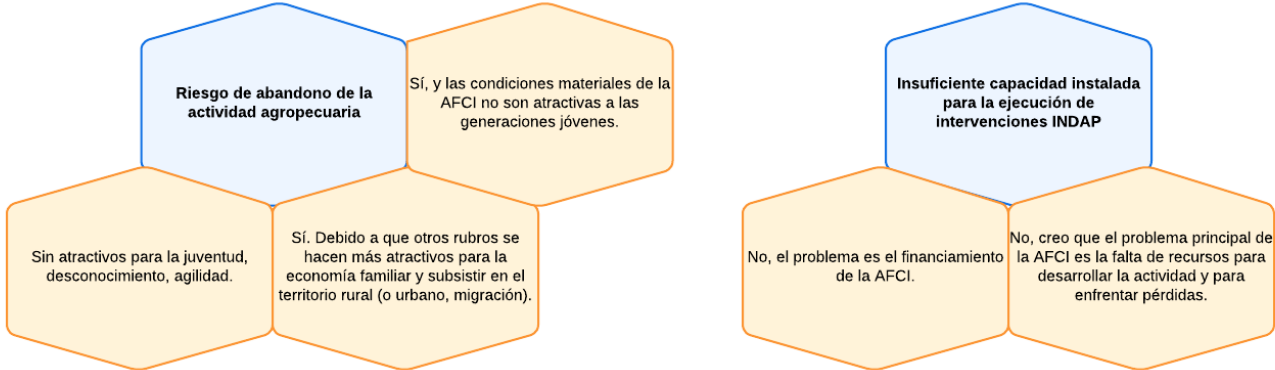 Riesgo de abandono de la
actividad agropecuaria
Sí, y las condiciones materiales de la
AFCI no son atractivas a las
generaciones jóvenes.
Sin atractivos para la juventud,
desconocimiento, agilidad.
Sí. Debido a que otros rubros se
hacen más atractivos para la
economía familiar y subsistir en el
territorio rural (o urbano, migración).
Insuficiente capacidad instalada
para la ejecución de
intervenciones INDAP
No, el problema es el financiamiento
de la AFCI.
No, creo que el problema principal de
la AFCI es la falta de recursos para
desarrollar la actividad y para
enfrentar pérdidas.